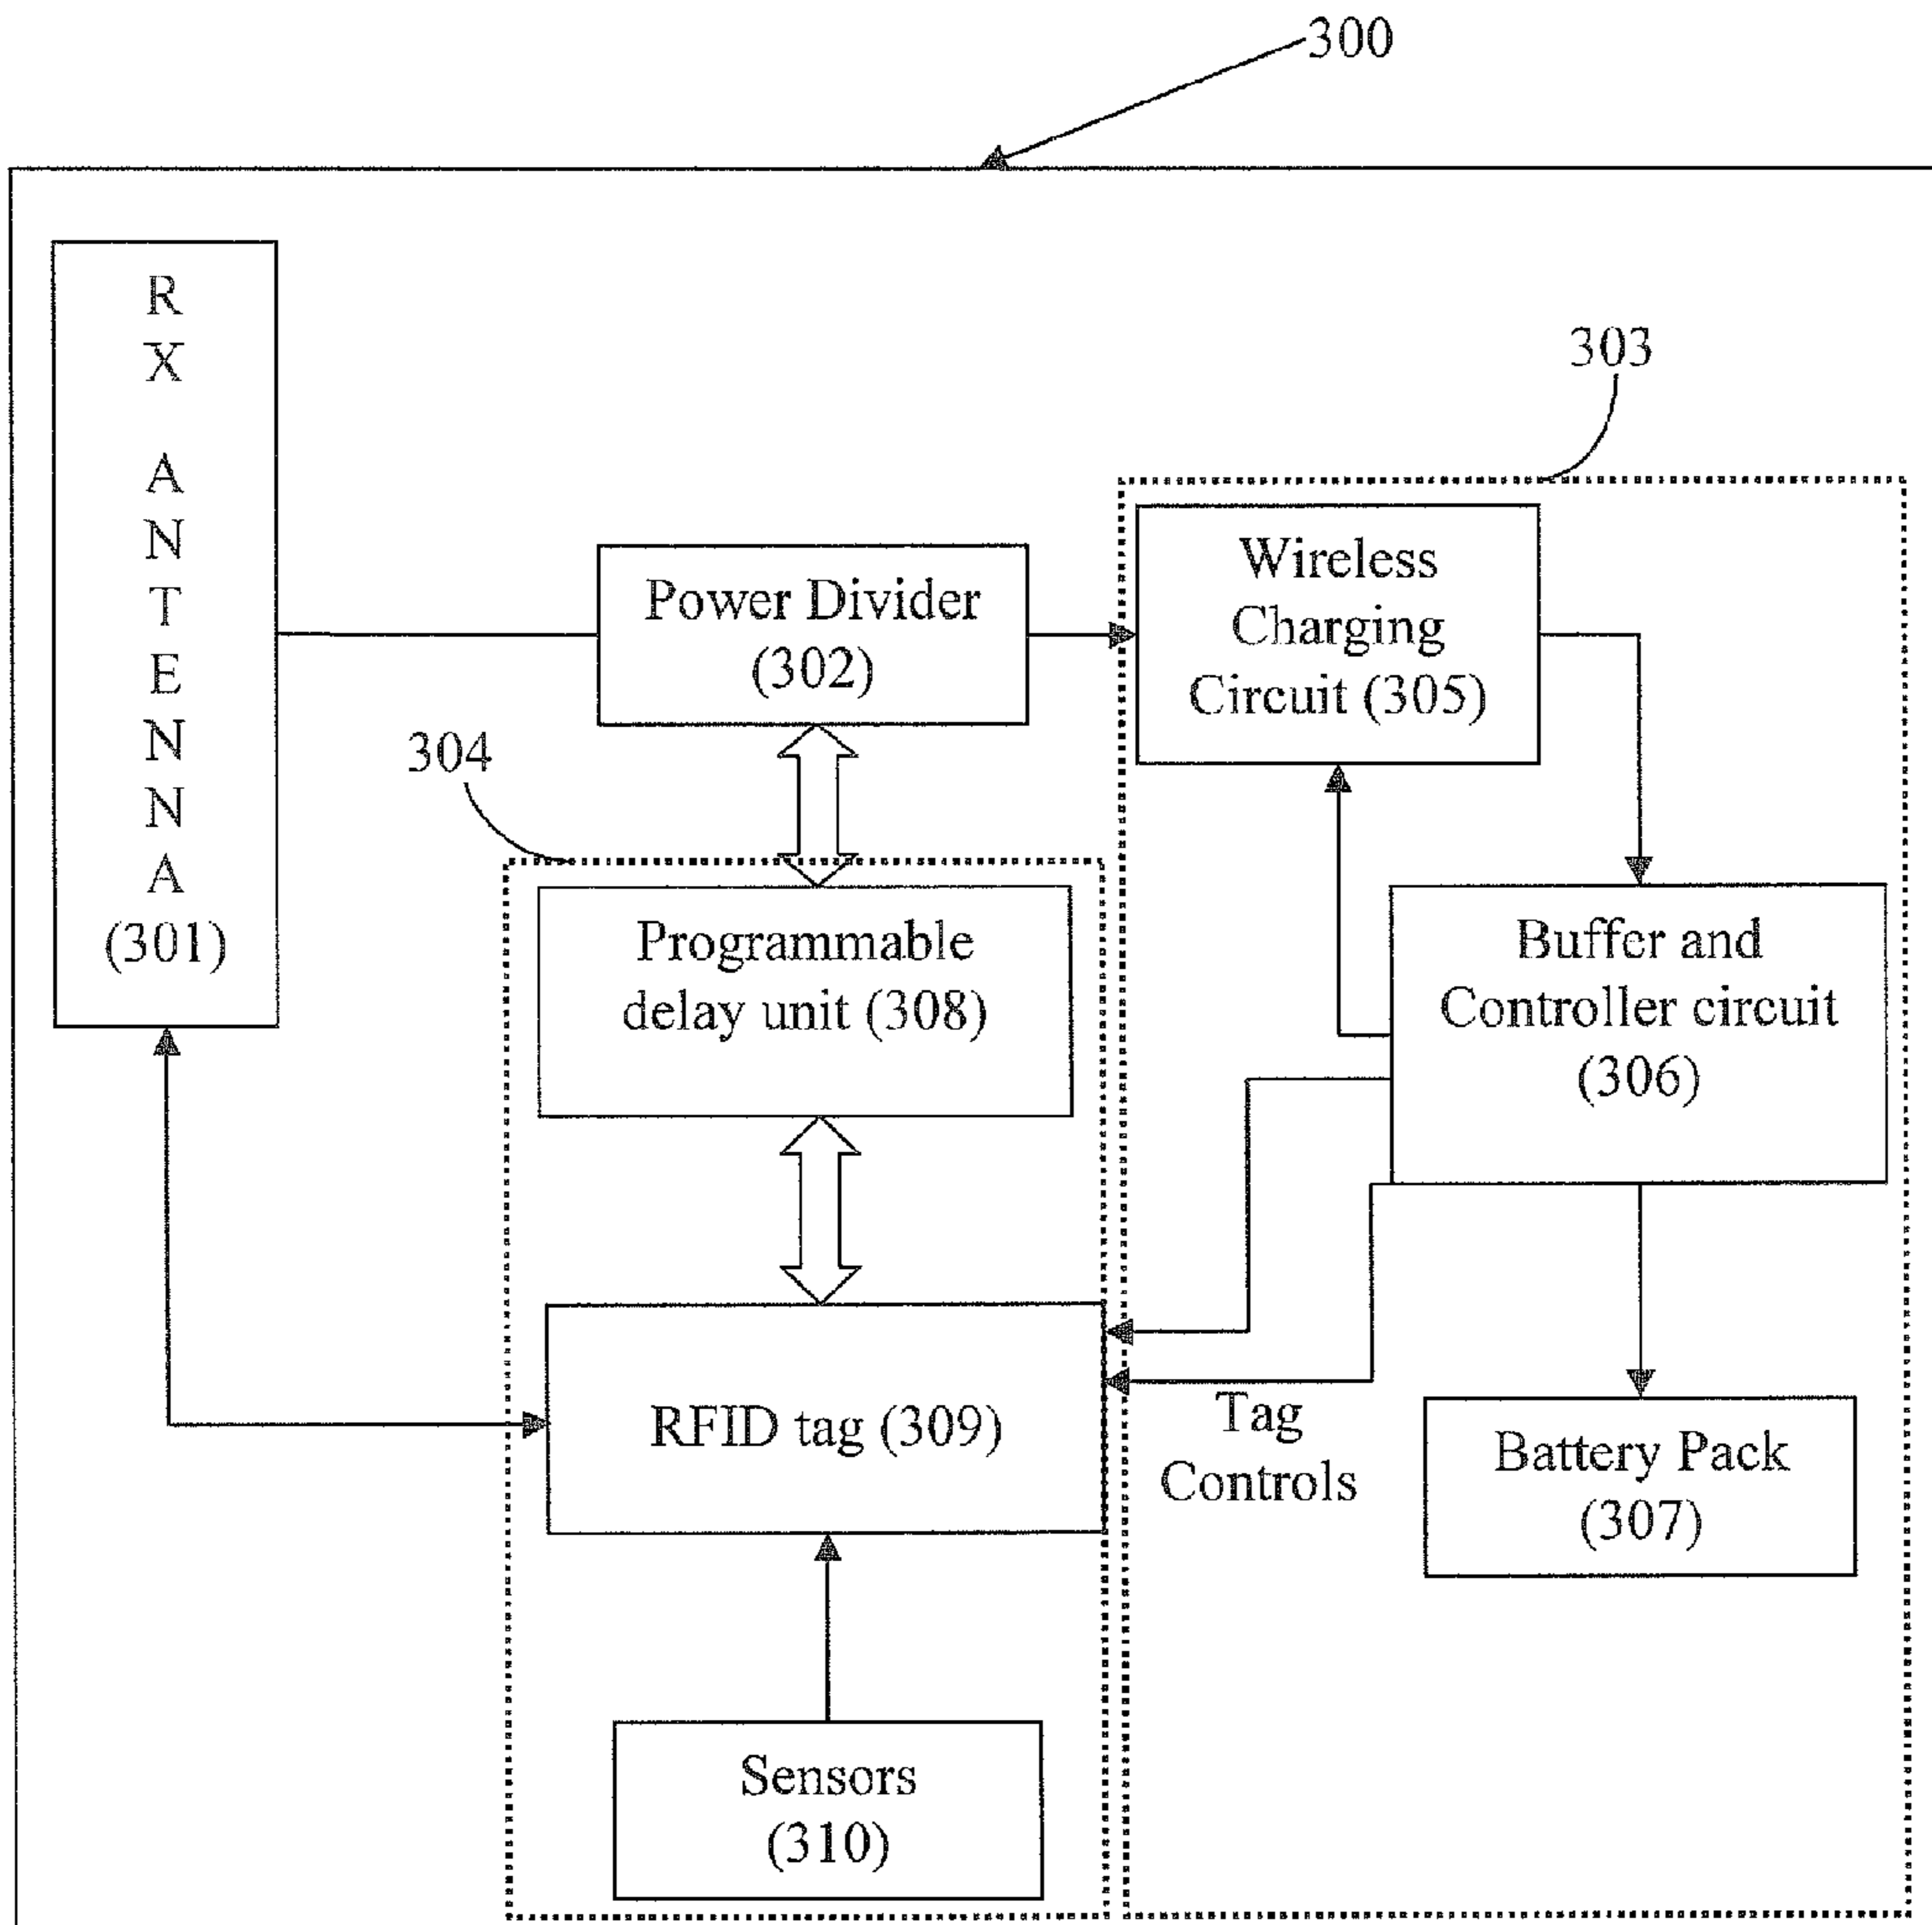 300
303
R
X
A
N
T
E
N
N
A
(301)
Power Divider
(302)
Wireless
Charging
Circuit (305)
304
Programmable
delay unit (308)
Buffer and
Controller circuit
(306)
RFID tag (309)
Tag
Controls
Battery Pack
(307)
Sensors
(310)